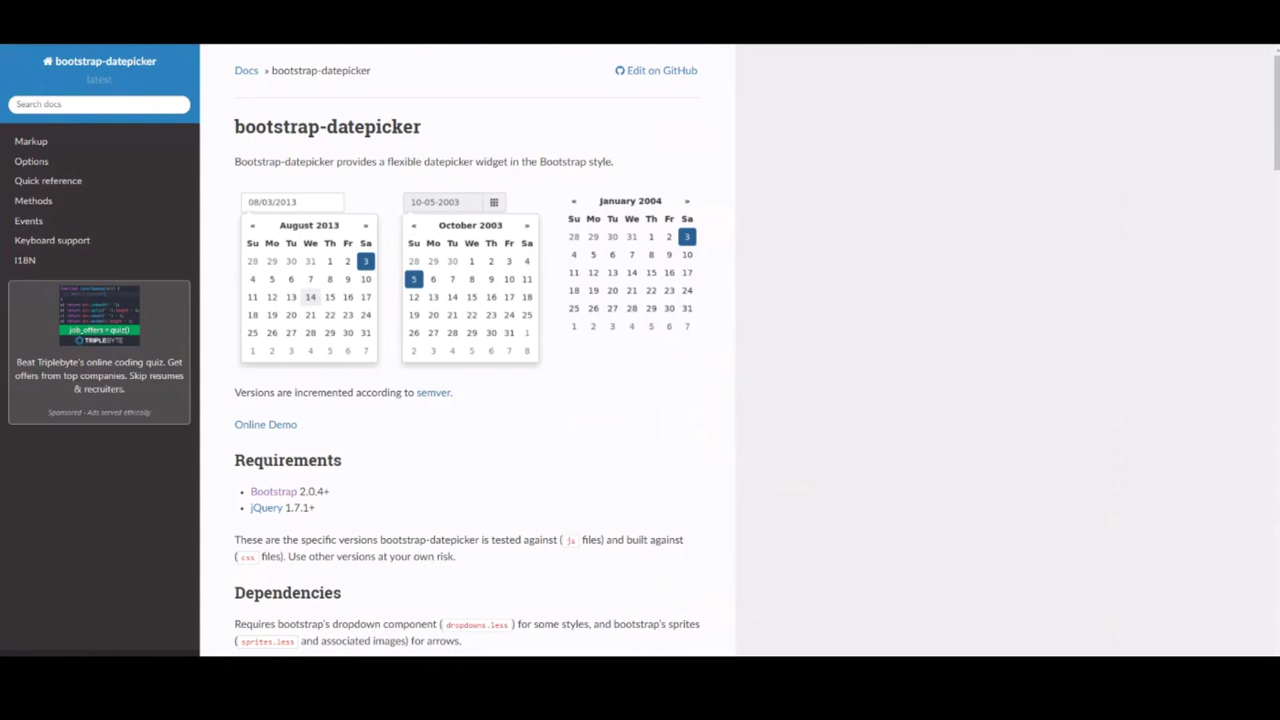 bootstrap-datepicker
latest
Search docs
Markup
Options
Quick reference
Methods
Events
Keyboard support
I18N
job_offers = quiz()
TRIPLEBYTE
Beat Triplebyte's online coding quiz. Get
offers from top companies. Skip resumes
& recruiters.
Sponsored · Ads served ethically
Docs » bootstrap-datepicker
Edit on GitHub
bootstrap-datepicker
Bootstrap-datepicker provides a flexible datepicker widget in the Bootstrap style.
08/03/2013
« August 2013 »
Su Mo Tu We Th Fr Sa
28 29 30 31 1 2 3
4 5 6 7 8 9 10
11 12 13 14 15 16 17
18 19 20 21 22 23 24
25 26 27 28 29 30 31
1 2 3 4 5 6 7
10-05-2003
« October 2003 »
Su Mo Tu We Th Fr Sa
28 29 30 1 2 3 4
5 6 7 8 9 10 11
12 13 14 15 16 17 18
19 20 21 22 23 24 25
26 27 28 29 30 31 1
2 3 4 5 6 7 8
« January 2004 »
Su Mo Tu We Th Fr Sa
28 29 30 31 1 2 3
4 5 6 7 8 9 10
11 12 13 14 15 16 17
18 19 20 21 22 23 24
25 26 27 28 29 30 31
1 2 3 4 5 6 7
Versions are incremented according to semver.
Online Demo
Requirements
• Bootstrap 2.0.4+
• jQuery 1.7.1+
These are the specific versions bootstrap-datepicker is tested against ( js files) and built against
( css files). Use other versions at your own risk.
Dependencies
Requires bootstrap's dropdown component ( dropdowns.less ) for some styles, and bootstrap's sprites
( sprites.less and associated images) for arrows.